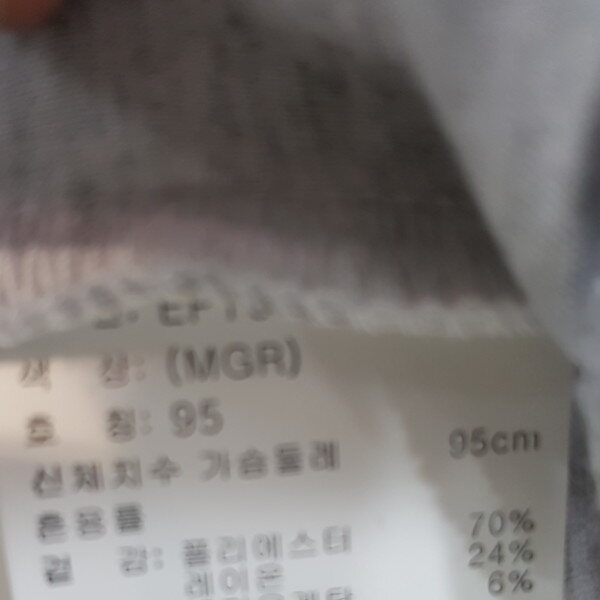 색 상: (MGR)
호 칭: 95
신체치수 가슴둘레 95cm
혼용률
겉 감: 폴리에스터 70%
레이온 24%
6%